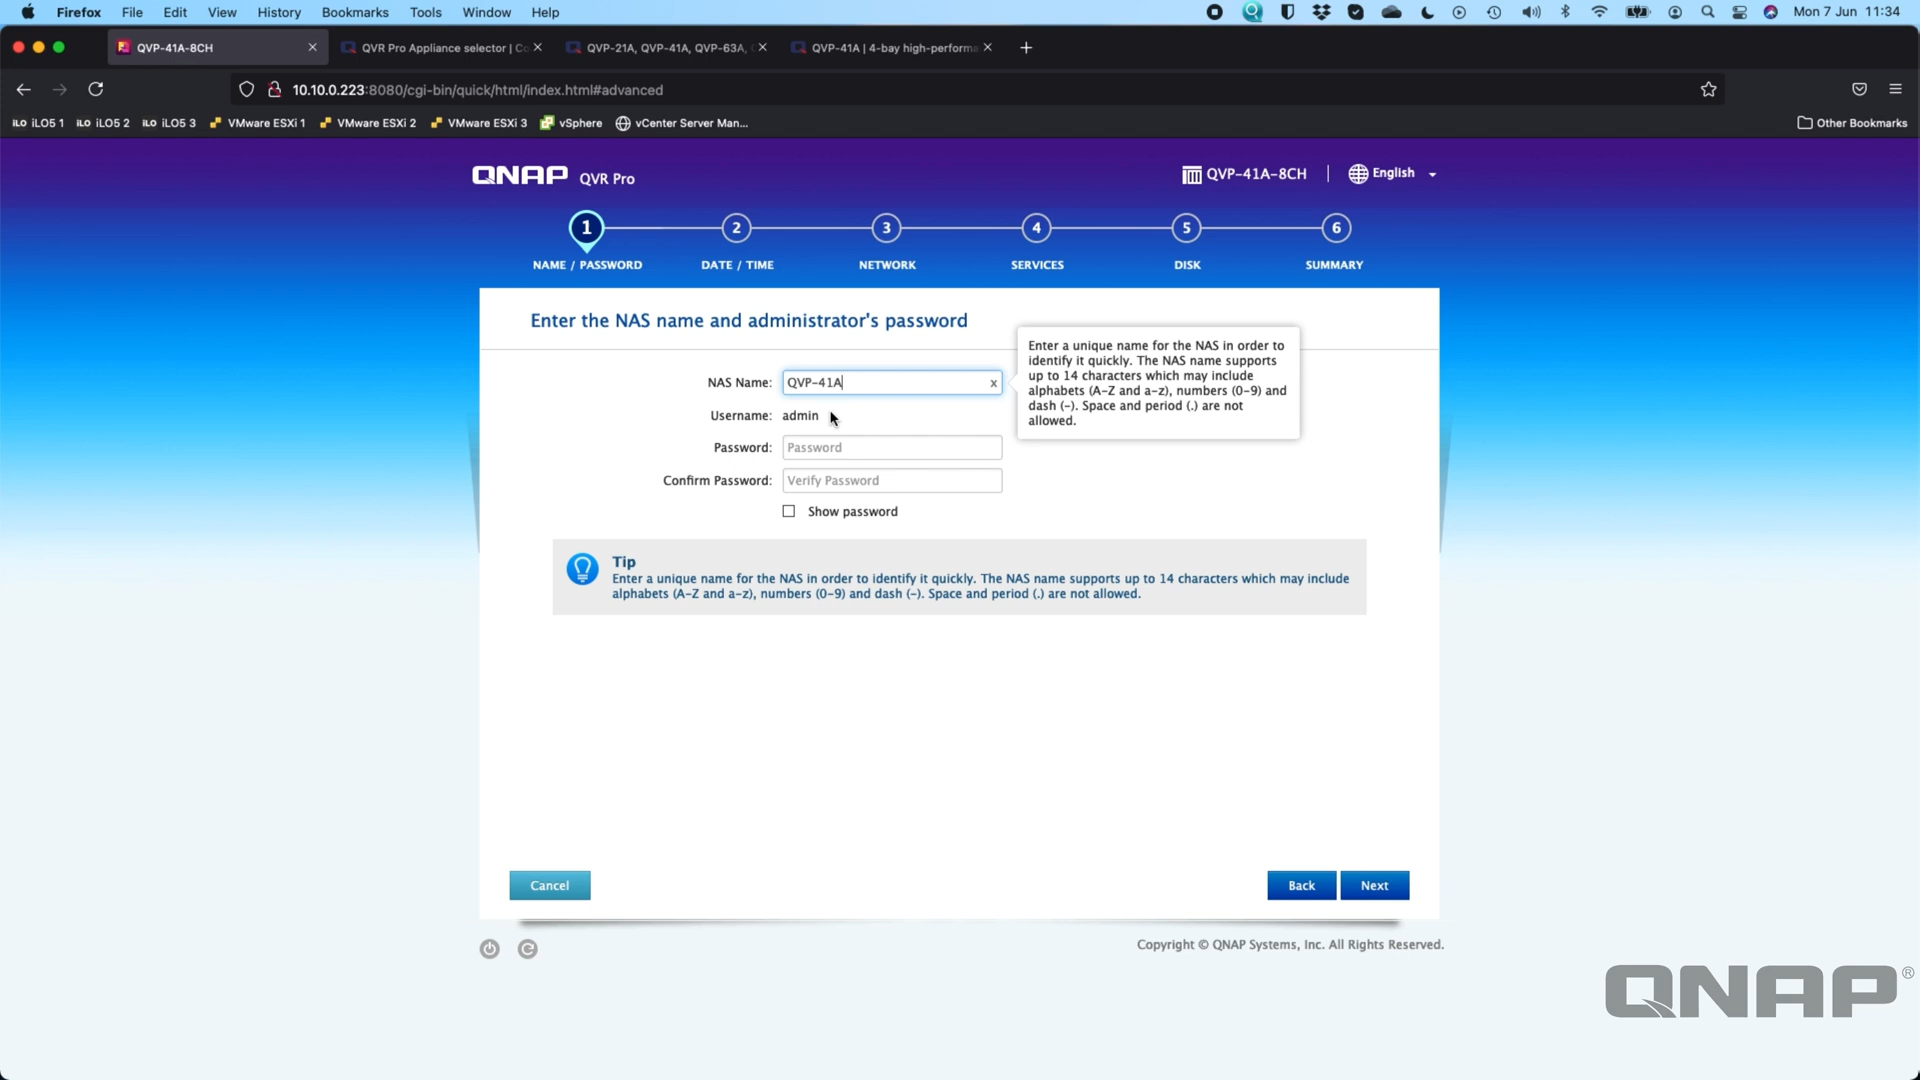 Firefox File Edit View History Bookmarks Tools Window Help Mon 7 Jun 11:34
QVP-41A-8CH QVR Pro Appliance selector | Co QVP-21A, QVP-41A, QVP-63A, QVP-41A | 4-bay high-performa
10.10.0.223:8080/cgi-bin/quick/html/index.html#advanced
iLO iLO5 1 iLO iLO5 2 iLO iLO5 3 VMware ESXi 1 VMware ESXi 2 VMware ESXi 3 vSphere vCenter Server Man... Other Bookmarks
QNAP QVR Pro QVP-41A-8CH English
1 2 3 4 5 6
NAME / PASSWORD DATE / TIME NETWORK SERVICES DISK SUMMARY
Enter the NAS name and administrator's password
NAS Name: QVP-41A x
Username: admin
Password: Password
Confirm Password: Verify Password
Show password
Enter a unique name for the NAS in order to
identify it quickly. The NAS name supports
up to 14 characters which may include
alphabets (A-Z and a-z), numbers (0-9) and
dash (-). Space and period (.) are not
allowed.
Tip
Enter a unique name for the NAS in order to identify it quickly. The NAS name supports up to 14 characters which may include
alphabets (A-Z and a-z), numbers (0-9) and dash (-). Space and period (.) are not allowed.
Cancel Back Next
Copyright © QNAP Systems, Inc. All Rights Reserved.
QNAP®